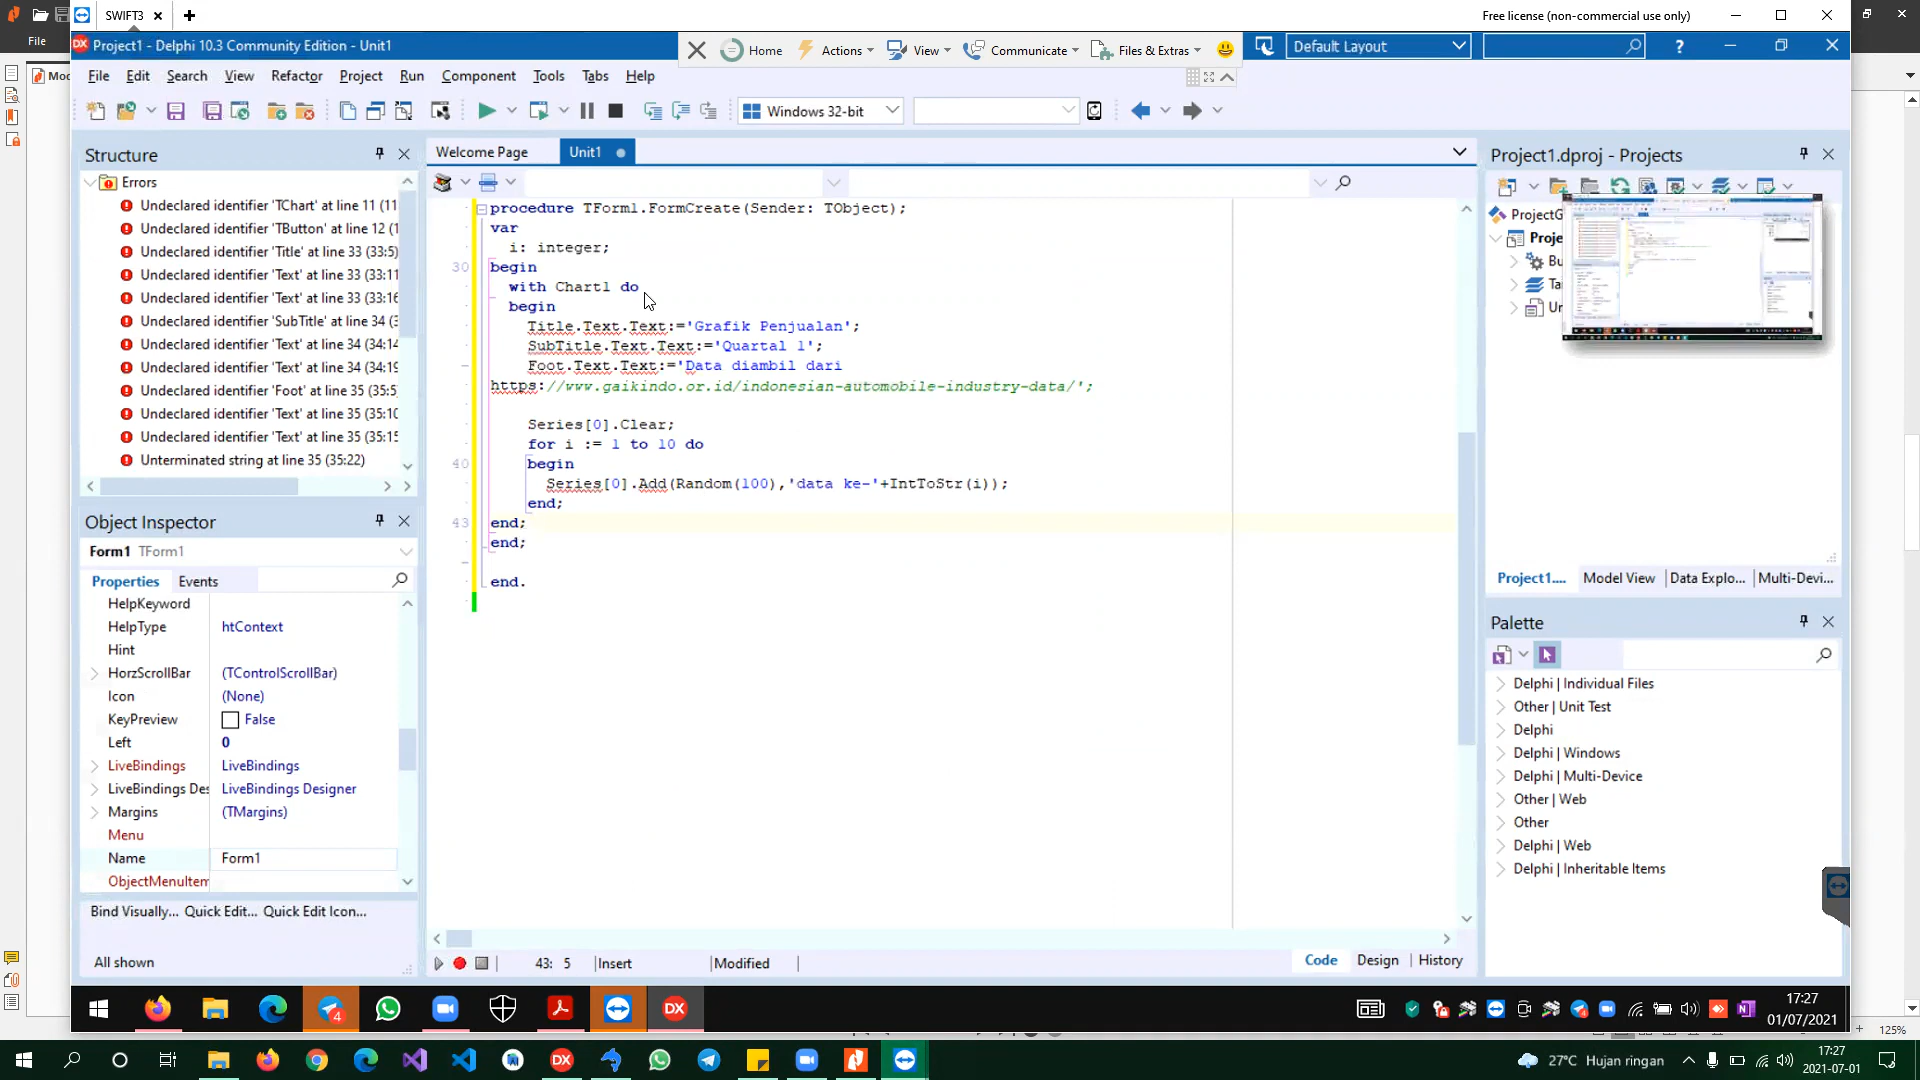 SWIFT3
Free license (non-commercial use only)
File
Project1 - Delphi 10.3 Community Edition - Unit1
Home
Actions
View
Communicate
Files & Extras
Default Layout
File Edit Search View Refactor Project Run Component Tools Tabs Help
Windows 32-bit
Structure
Errors
Undeclared identifier 'TChart' at line 11 (11
Undeclared identifier 'TButton' at line 12 (1
Undeclared identifier 'Title' at line 33 (33:5)
Undeclared identifier 'Text' at line 33 (33:11
Undeclared identifier 'Text' at line 33 (33:16
Undeclared identifier 'SubTitle' at line 34 (3
Undeclared identifier 'Text' at line 34 (34:14
Undeclared identifier 'Text' at line 34 (34:19
Undeclared identifier 'Foot' at line 35 (35:5
Undeclared identifier 'Text' at line 35 (35:10
Undeclared identifier 'Text' at line 35 (35:15
Unterminated string at line 35 (35:22)
Object Inspector
Form1 TForm1
Properties Events
HelpKeyword
HelpType htContext
Hint
HorzScrollBar (TControlScrollBar)
Icon (None)
KeyPreview False
Left 0
LiveBindings LiveBindings
LiveBindings Des LiveBindings Designer
Margins (TMargins)
Menu
Name Form1
ObjectMenuItem
Bind Visually... Quick Edit... Quick Edit Icon...
All shown
Welcome Page
Unit1
procedure TForm1.FormCreate(Sender: TObject);
var
i: integer;
30 begin
with Chart1 do
begin
Title.Text.Text:='Grafik Penjualan';
SubTitle.Text.Text:='Quartal 1';
Foot.Text.Text:='Data diambil dari
https://www.gaikindo.or.id/indonesian-automobile-industry-data/';
Series[0].Clear;
for i := 1 to 10 do
40 begin
Series[0].Add(Random(100),'data ke-'+IntToStr(i));
end;
43 end;
end;
end.
43: 5 Insert Modified
Code Design History
Project1.dproj - Projects
ProjectG
Proje
Bu
Ta
Un
Project1.... Model View Data Explo... Multi-Devi...
Palette
Delphi | Individual Files
Other | Unit Test
Delphi
Delphi | Windows
Delphi | Multi-Device
Other | Web
Other
Delphi | Web
Delphi | Inheritable Items
4
17:27
01/07/2021
125%
27°C Hujan ringan
17:27
2021-07-01